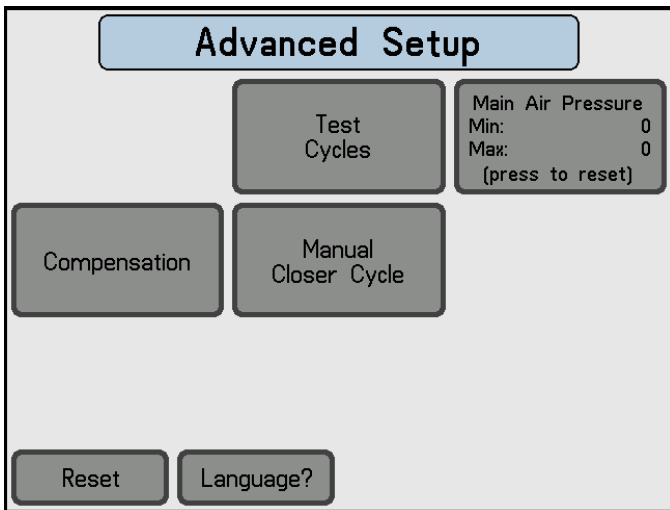 Advanced Setup
Test
Cycles
Main Air Pressure
Min: 0
Max: 0
(press to reset)
Compensation
Manual
Closer Cycle
Reset
Language?